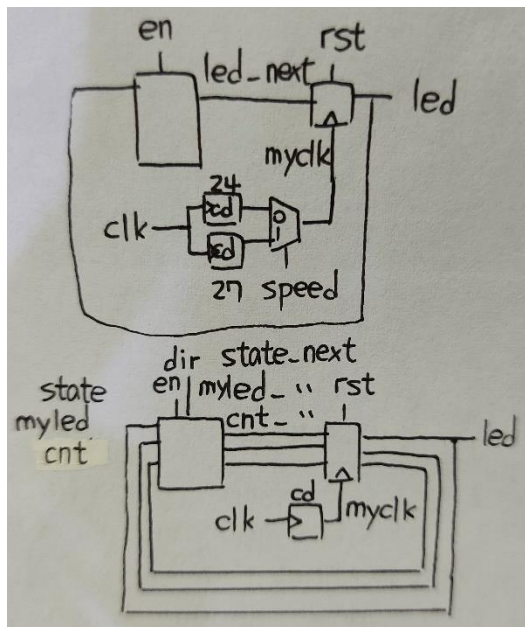 en
rst
led_next
led
myclk
24
cd
0
clk
1
cd
27 speed
dir state_next
state en myled_ " rst
myled cnt_ " led
cnt
cd
clk myclk